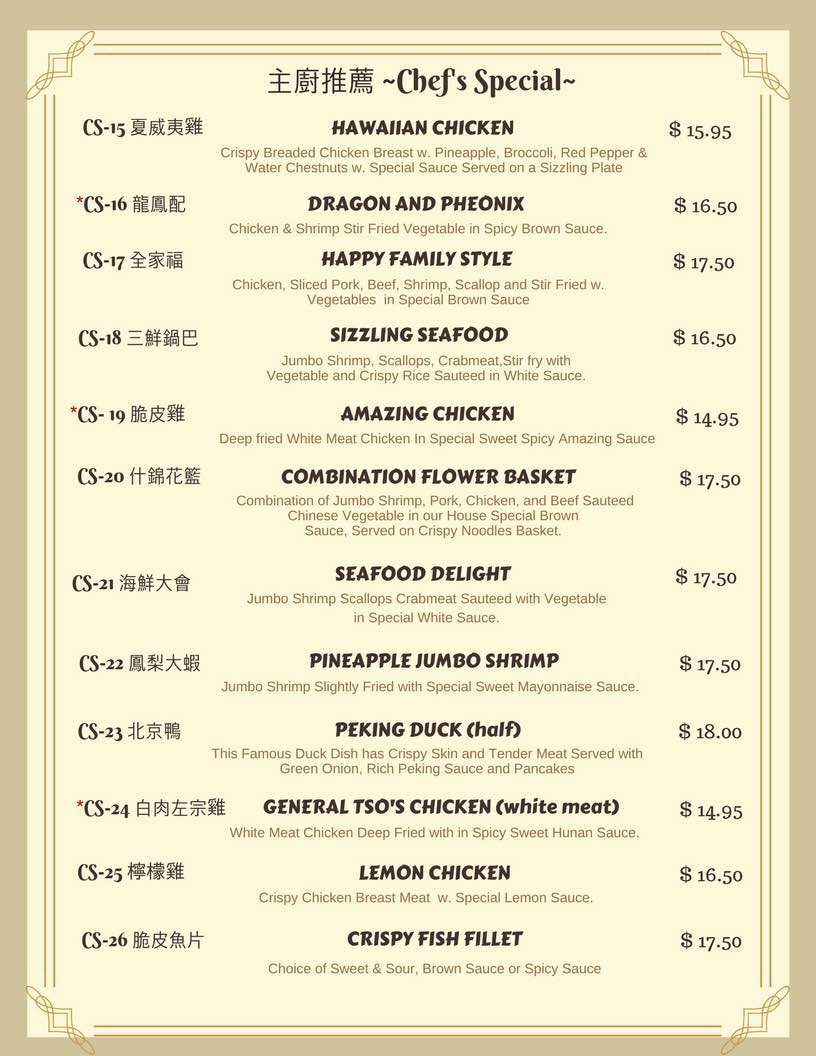 主廚推薦 ~Chef's Special~
CS-15 夏威夷雞 HAWAIIAN CHICKEN $ 15.95
Crispy Breaded Chicken Breast w. Pineapple, Broccoli, Red Pepper &
Water Chestnuts w. Special Sauce Served on a Sizzling Plate
*CS-16 龍鳳配 DRAGON AND PHEONIX $ 16.50
Chicken & Shrimp Stir Fried Vegetable in Spicy Brown Sauce.
CS-17 全家福 HAPPY FAMILY STYLE $ 17.50
Chicken, Sliced Pork, Beef, Shrimp, Scallop and Stir Fried w.
Vegetables in Special Brown Sauce
CS-18 三鮮鍋巴 SIZZLING SEAFOOD $ 16.50
Jumbo Shrimp, Scallops, Crabmeat,Stir fry with
Vegetable and Crispy Rice Sauteed in White Sauce.
*CS- 19 脆皮雞 AMAZING CHICKEN $ 14.95
Deep fried White Meat Chicken In Special Sweet Spicy Amazing Sauce
CS-20 什錦花籃 COMBINATION FLOWER BASKET $ 17.50
Combination of Jumbo Shrimp, Pork, Chicken, and Beef Sauteed
Chinese Vegetable in our House Special Brown
Sauce, Served on Crispy Noodles Basket.
CS-21 海鮮大會 SEAFOOD DELIGHT $ 17.50
Jumbo Shrimp Scallops Crabmeat Sauteed with Vegetable
in Special White Sauce.
CS-22 鳳梨大蝦 PINEAPPLE JUMBO SHRIMP $ 17.50
Jumbo Shrimp Slightly Fried with Special Sweet Mayonnaise Sauce.
CS-23 北京鴨 PEKING DUCK (half) $ 18.00
This Famous Duck Dish has Crispy Skin and Tender Meat Served with
Green Onion, Rich Peking Sauce and Pancakes
*CS-24 白肉左宗雞 GENERAL TSO'S CHICKEN (white meat) $ 14.95
White Meat Chicken Deep Fried with in Spicy Sweet Hunan Sauce.
CS-25 檸檬雞 LEMON CHICKEN $ 16.50
Crispy Chicken Breast Meat w. Special Lemon Sauce.
CS-26 脆皮魚片 CRISPY FISH FILLET $ 17.50
Choice of Sweet & Sour, Brown Sauce or Spicy Sauce